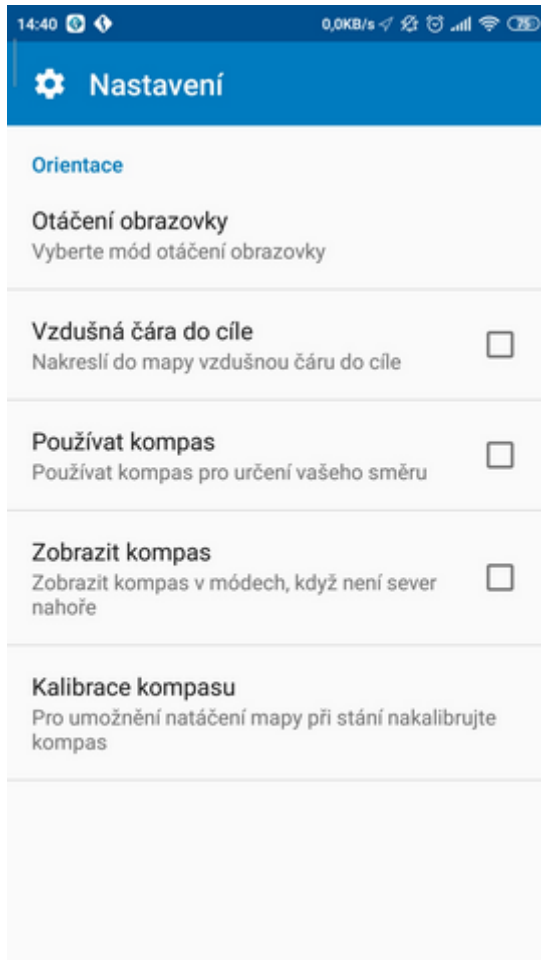 14:40 0,0KB/s 75
Nastavení
Orientace
Otáčení obrazovky
Vyberte mód otáčení obrazovky
Vzdušná čára do cíle
Nakreslí do mapy vzdušnou čáru do cíle
Používat kompas
Používat kompas pro určení vašeho směru
Zobrazit kompas
Zobrazit kompas v módech, když není sever
nahoře
Kalibrace kompasu
Pro umožnění natáčení mapy při stání nakalibrujte
kompas